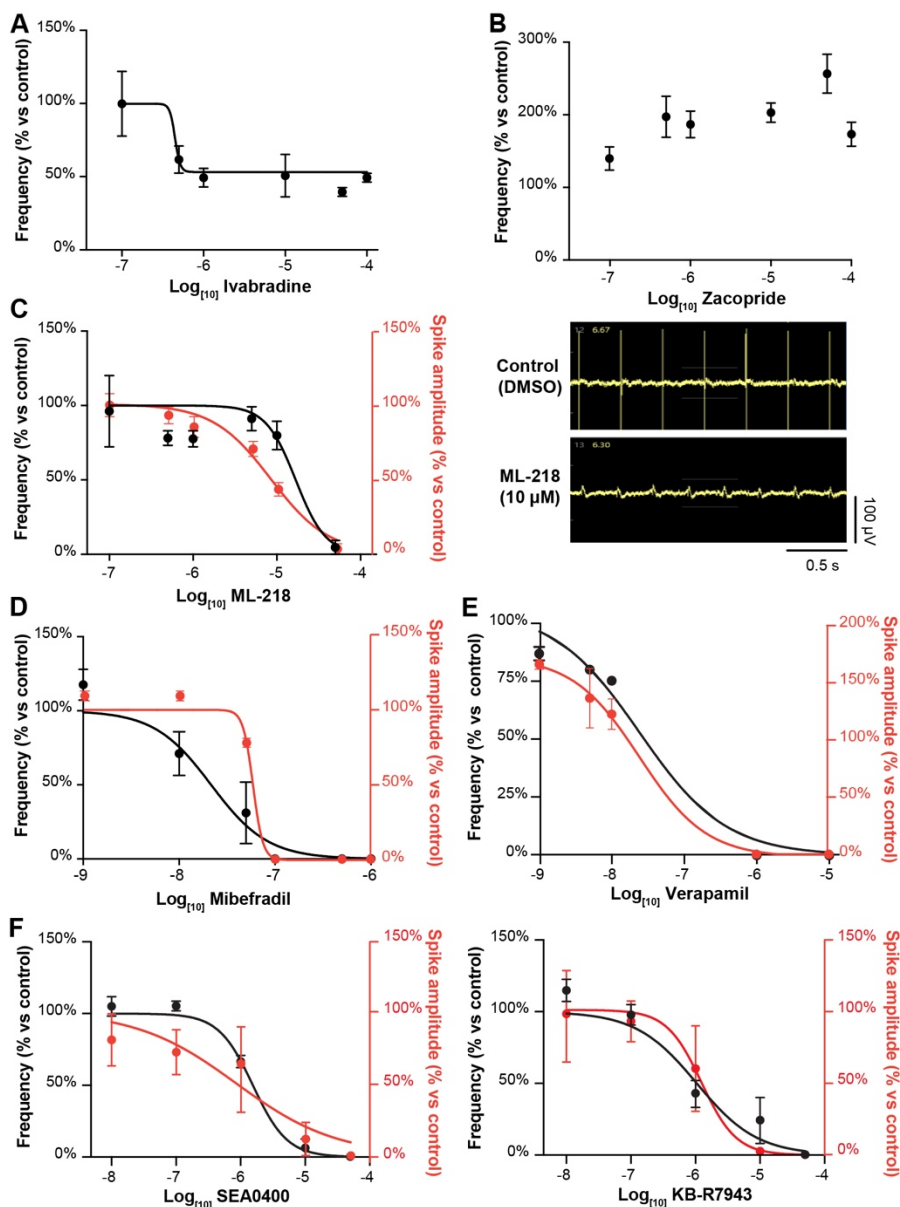 A
Frequency (% vs control)
150%
100%
50%
0%
-7 -6 -5 -4
Log[10] Ivabradine
B
Frequency (% vs control)
300%
200%
100%
0%
-7 -6 -5 -4
Log[10] Zacopride
C
Frequency (% vs control)
150%
100%
50%
0%
-7 -6 -5 -4
Log[10] ML-218
Spike amplitude (% vs control)
150%
100%
50%
0%
Control
(DMSO)
12 6.67
ML-218
(10 µM)
13 6.30
100 µV
0.5 s
D
Frequency (% vs control)
150%
100%
50%
0%
-9 -8 -7 -6
Log[10] Mibefradil
Spike amplitude (% vs control)
150%
100%
50%
0%
E
Frequency (% vs control)
100%
75%
50%
25%
0%
-9 -8 -7 -6 -5
Log[10] Verapamil
Spike amplitude (% vs control)
200%
150%
100%
50%
0%
F
Frequency (% vs control)
150%
100%
50%
0%
-8 -7 -6 -5 -4
Log[10] SEA0400
Spike amplitude (% vs control)
150%
100%
50%
0%
Frequency (% vs control)
150%
100%
50%
0%
-8 -7 -6 -5 -4
Log[10] KB-R7943
Spike amplitude (% vs control)
150%
100%
50%
0%